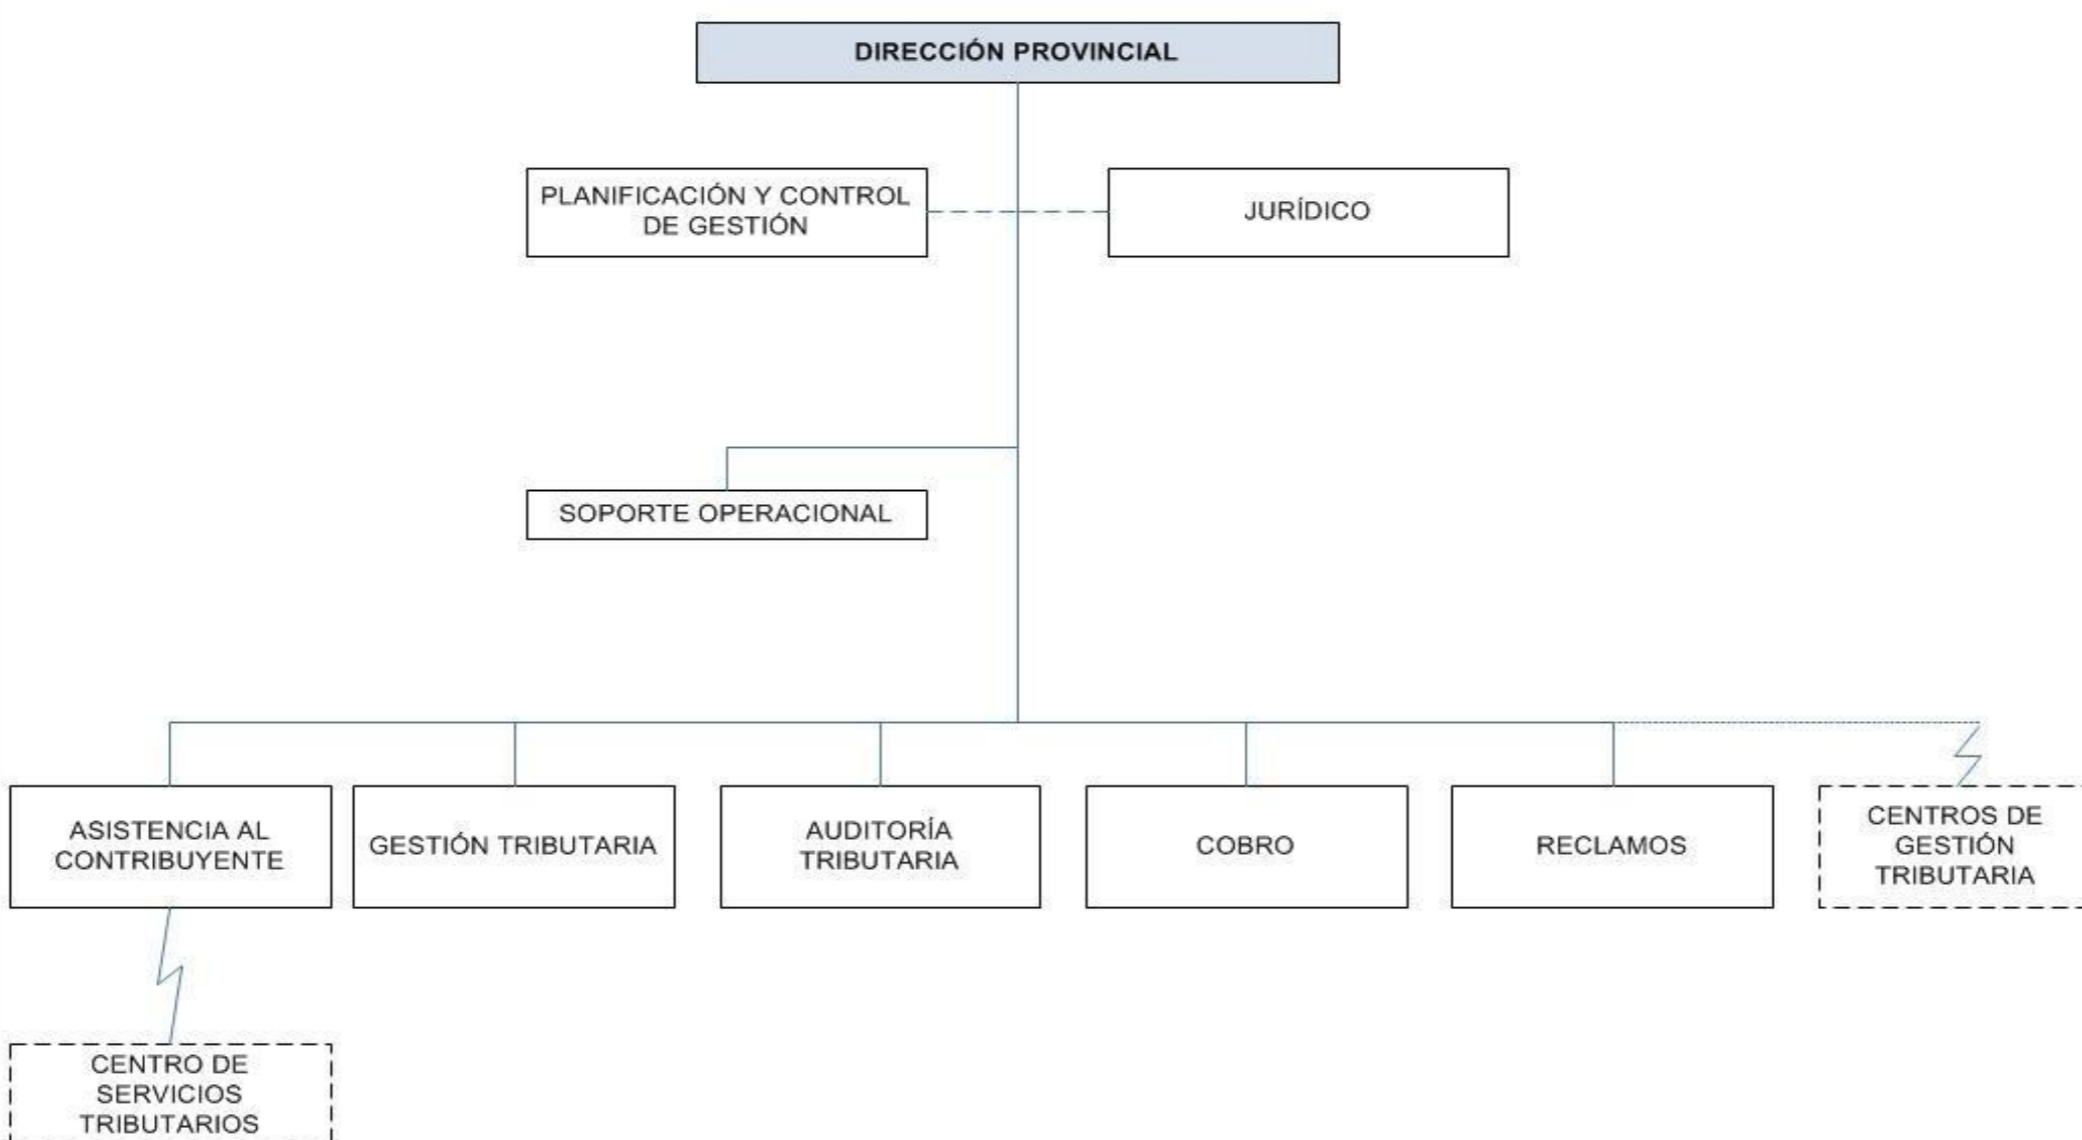 DIRECCIÓN PROVINCIAL
PLANIFICACIÓN Y CONTROL
DE GESTIÓN
JURÍDICO
SOPORTE OPERACIONAL
ASISTENCIA AL
CONTRIBUYENTE
GESTIÓN TRIBUTARIA
AUDITORÍA
TRIBUTARIA
COBRO
RECLAMOS
CENTROS DE
GESTIÓN
TRIBUTARIA
CENTRO DE
SERVICIOS
TRIBUTARIOS